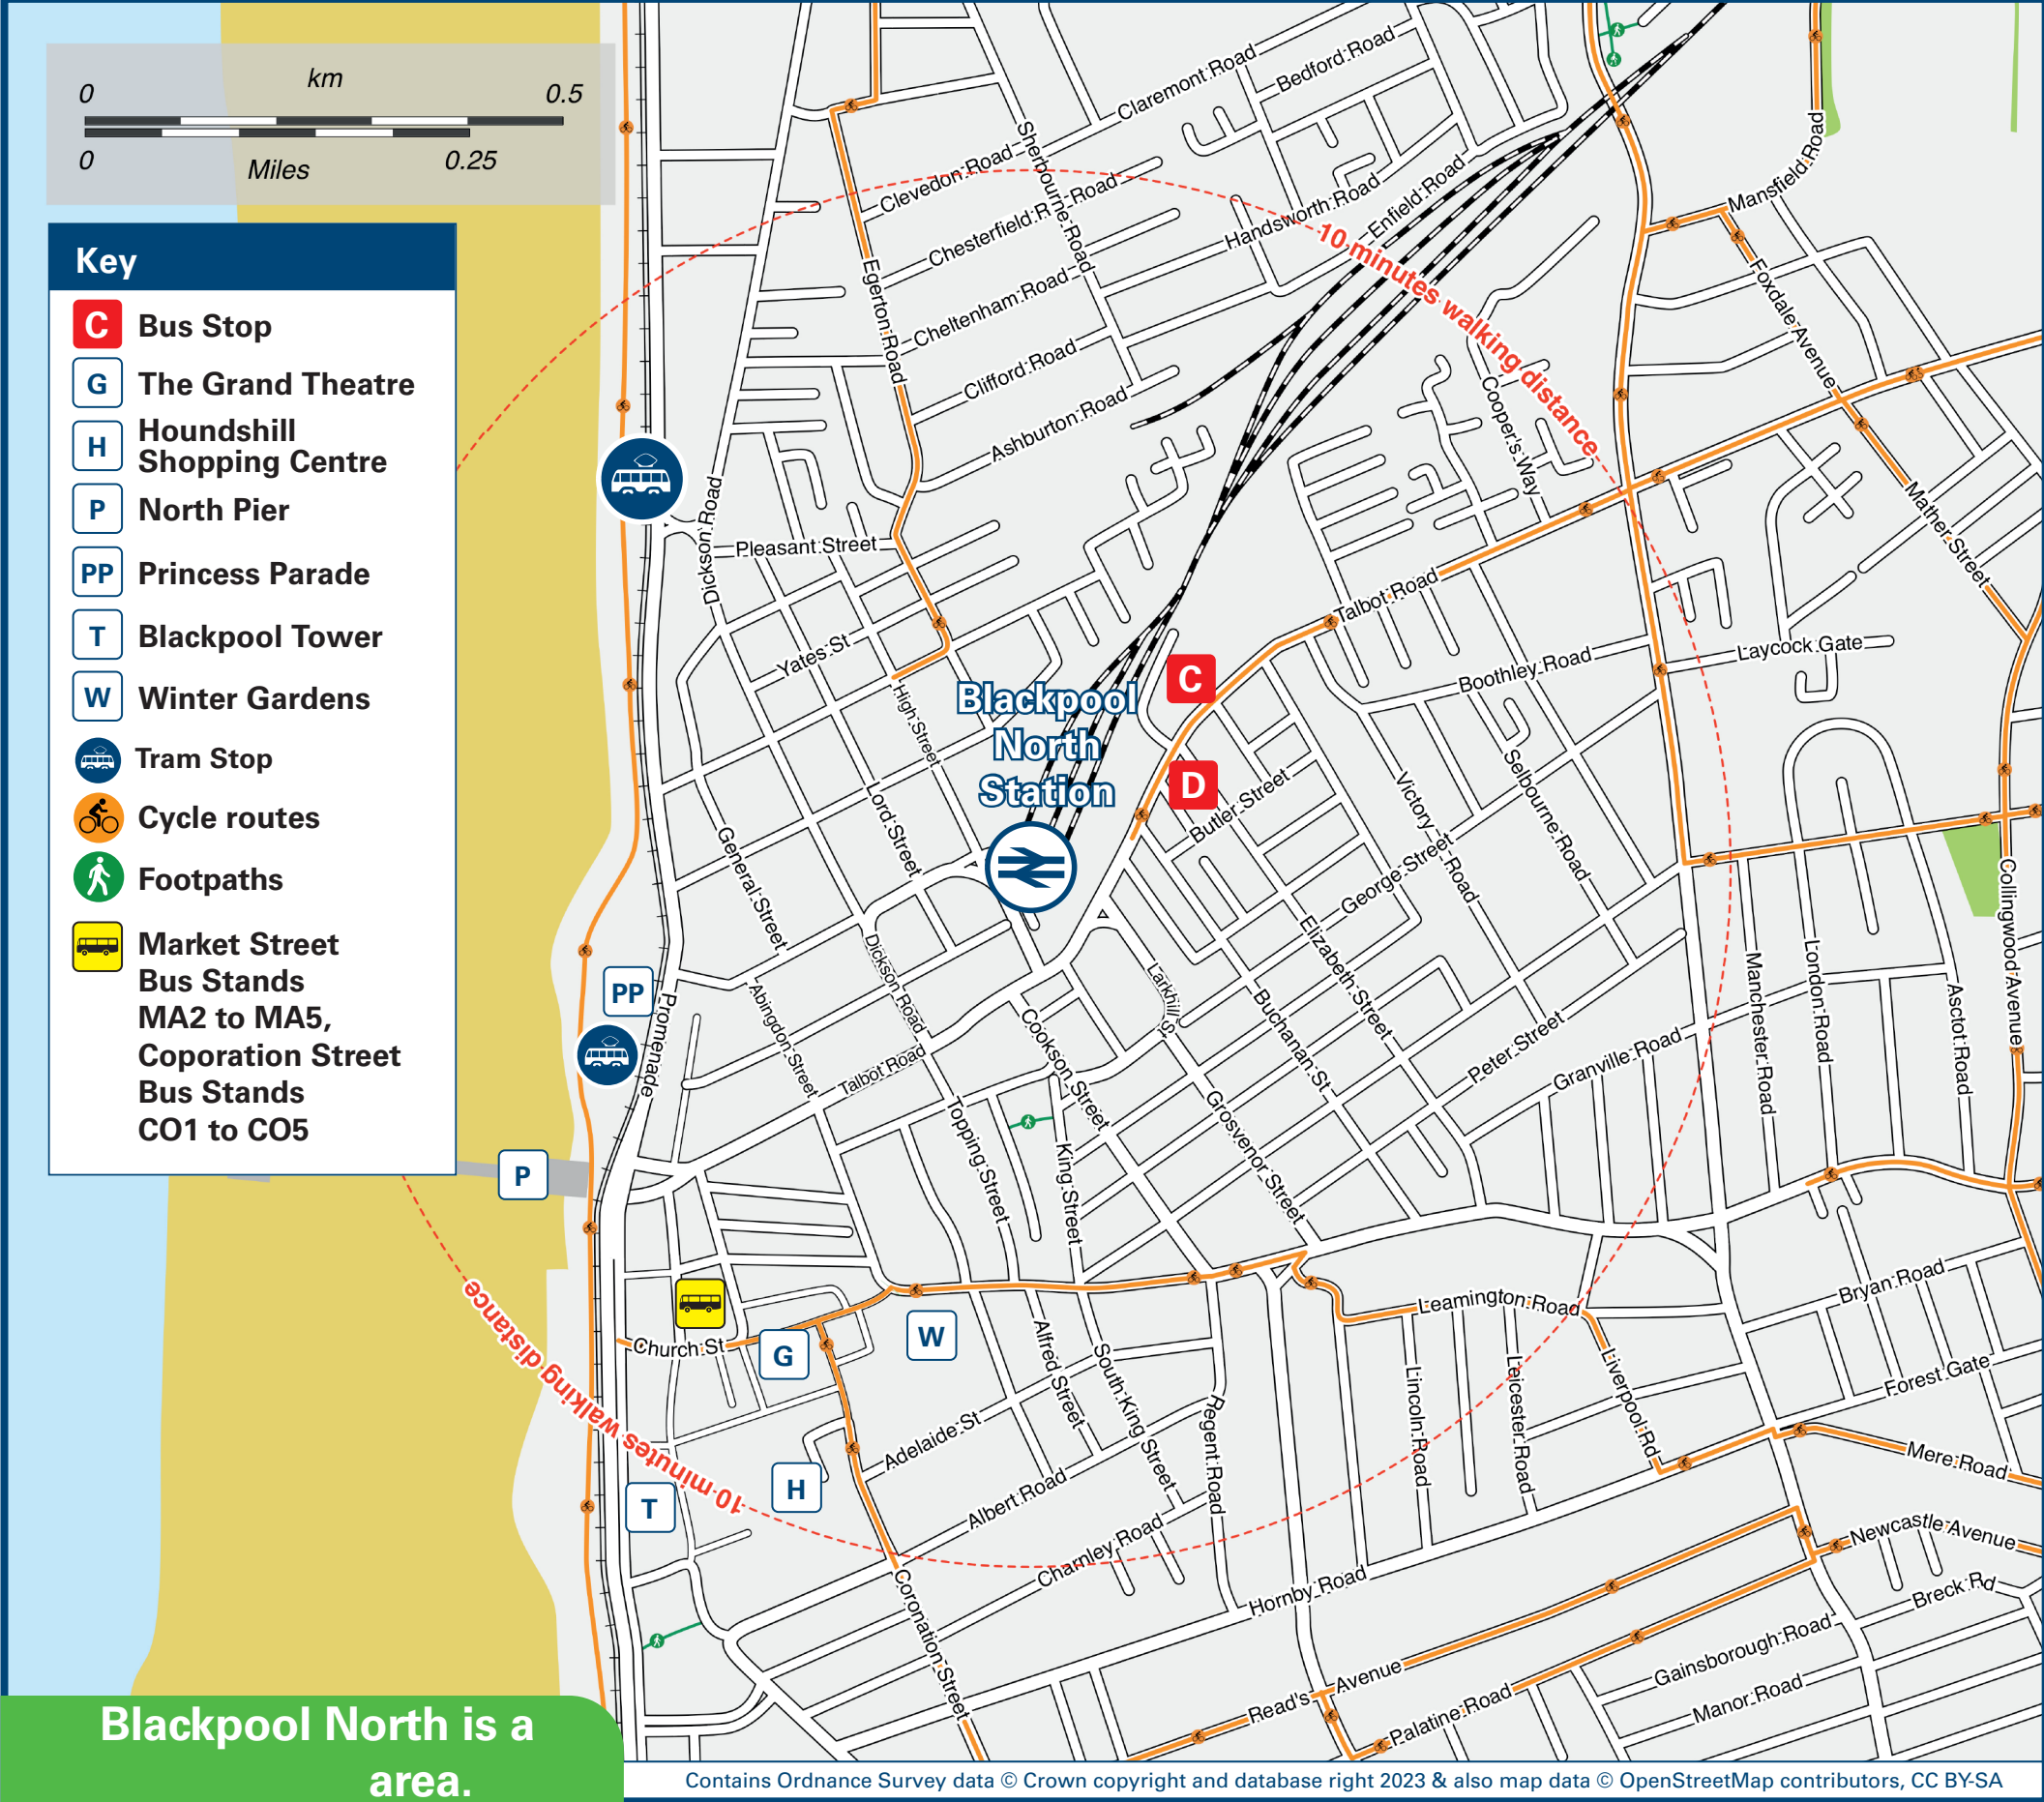 km
0 0.5
0 0.25
Miles
Key
C Bus Stop
G The Grand Theatre
H Houndshill
Shopping Centre
P North Pier
PP Princess Parade
T Blackpool Tower
W Winter Gardens
Tram Stop
Cycle routes
Footpaths
Market Street
Bus Stands
MA2 to MA5,
Coporation Street
Bus Stands
CO1 to CO5
Claremont Road
Bedford Road
Sherbourne Road
Clevedon Road
Chesterfield Road
Handsworth Road
Enfield Road
Mansfield Road
10 minutes walking distance
Egerton Road
Cheltenham Road
Clifford Road
Ashburton Road
Foxdale Avenue
Cooper's Way
Mather Street
Dickson Road
Pleasant Street
Talbot Road
Yates St
Boothley Road
Laycock Gate
High Street
Blackpool
North
Station
C
D
Butler Street
Victory Road
Selbourne Road
Lord Street
General Street
George Street
Elizabeth Street
Collingwood Avenue
PP
Promenade
Abingdon Street
Dickson Road
Talbot Road
Larkhill St
Cookson Street
Buchanan St
Peter Street
Granville Road
Manchester Road
London Road
Asctot Road
Topping Street
King Street
Grosvenor Street
P
Church St
G
W
Alfred Street
South King Street
Regent Road
Leamington Road
Lincoln Road
Leicester Road
Liverpool Rd
Bryan Road
Forest Gate
Mere Road
10 minutes walking distance
T
H
Adelaide St
Albert Road
Charnley Road
Hornby Road
Coronation Street
Newcastle Avenue
Breck Rd
Gainsborough Road
Manor Road
Read's Avenue
Palatine Road
Blackpool North is a
area.
Contains Ordnance Survey data © Crown copyright and database right 2023 & also map data © OpenStreetMap contributors, CC BY-SA